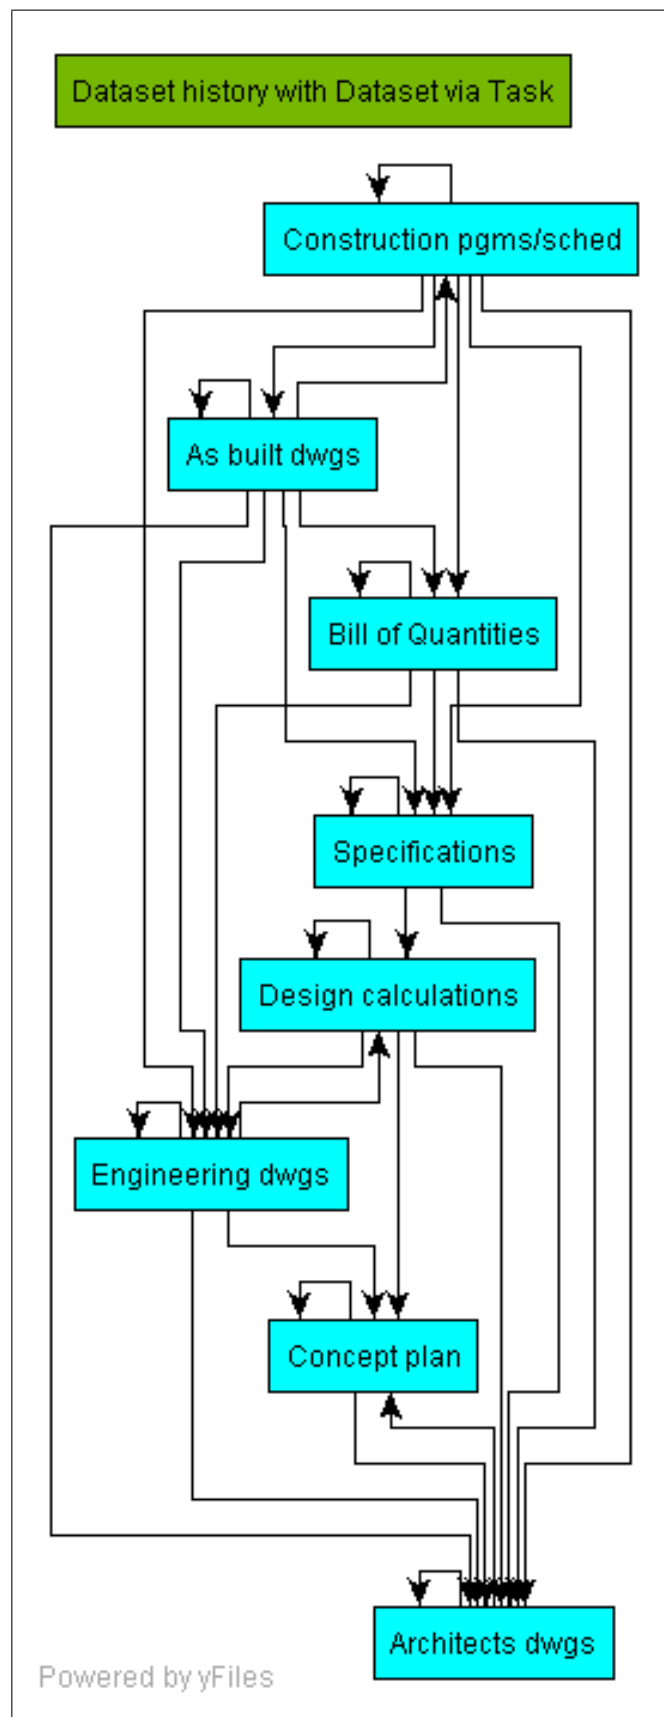 Dataset history with Dataset via Task
Construction pgms/sched
As built dwgs
Bill of Quantities
Specifications
Design calculations
Engineering dwgs
Concept plan
Architects dwgs
Powered by yFiles